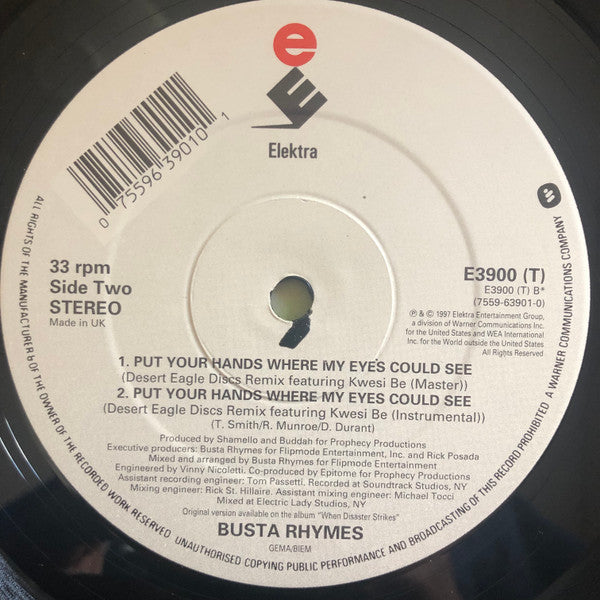 e
E
Elektra
0 75596 39010 1
33 rpm
Side Two
STEREO
Made in UK
E3900 (T)
E3900 (T) B*
(7559-63901-0)
℗ & © 1997 Elektra Entertainment Group,
a division of Warner Communications Inc.
for the United States and WEA International
Inc. for the World outside the United States
All Rights Reserved
1. PUT YOUR HANDS WHERE MY EYES COULD SEE
(Desert Eagle Discs Remix featuring Kwesi Be (Master))
2. PUT YOUR HANDS WHERE MY EYES COULD SEE
(Desert Eagle Discs Remix featuring Kwesi Be (Instrumental))
(T. Smith/R. Munroe/D. Durant)
Produced by Shamello and Buddah for Prophecy Productions
Executive producers: Busta Rhymes for Flipmode Entertainment, Inc. and Rick Posada
Mixed and arranged by Busta Rhymes for Flipmode Entertainment
Engineered by Vinny Nicoletti. Co-produced by Epitome for Prophecy Productions
Assistant recording engineer: Tom Passetti. Recorded at Soundtrack Studios, NY
Mixing engineer: Rick St. Hillaire. Assistant mixing engineer: Michael Tocci
Mixed at Electric Lady Studios, NY
Original version available on the album "When Disaster Strikes"
BUSTA RHYMES
GEMA/BIEM
ALL RIGHTS OF THE MANUFACTURER & OF THE OWNER OF THE RECORDED WORK RESERVED. UNAUTHORISED COPYING PUBLIC PERFORMANCE AND BROADCASTING OF THIS RECORD PROHIBITED A WARNER COMMUNICATIONS COMPANY